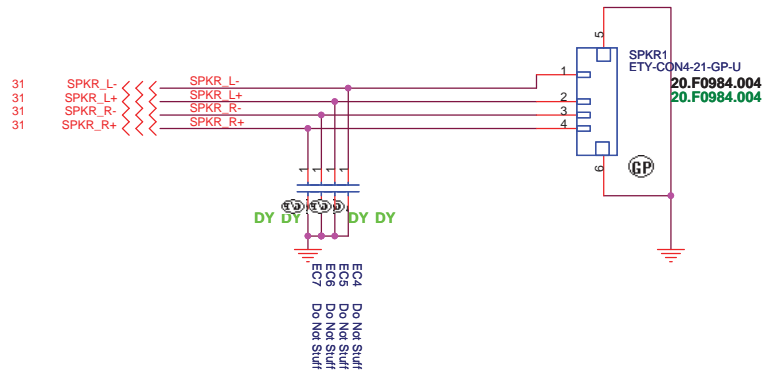 5
SPKR1
ETY-CON4-21-GP-U
20.F0984.004
20.F0984.004
31 SPKR_L- SPKR_L- 1
31 SPKR_L+ SPKR_L+ 2
31 SPKR_R- SPKR_R- 3
31 SPKR_R+ SPKR_R+ 4
GP
6
1 1 1 1
DY DY DY DY
EC4 Do Not Stuff
EC5 Do Not Stuff
EC6 Do Not Stuff
EC7 Do Not Stuff